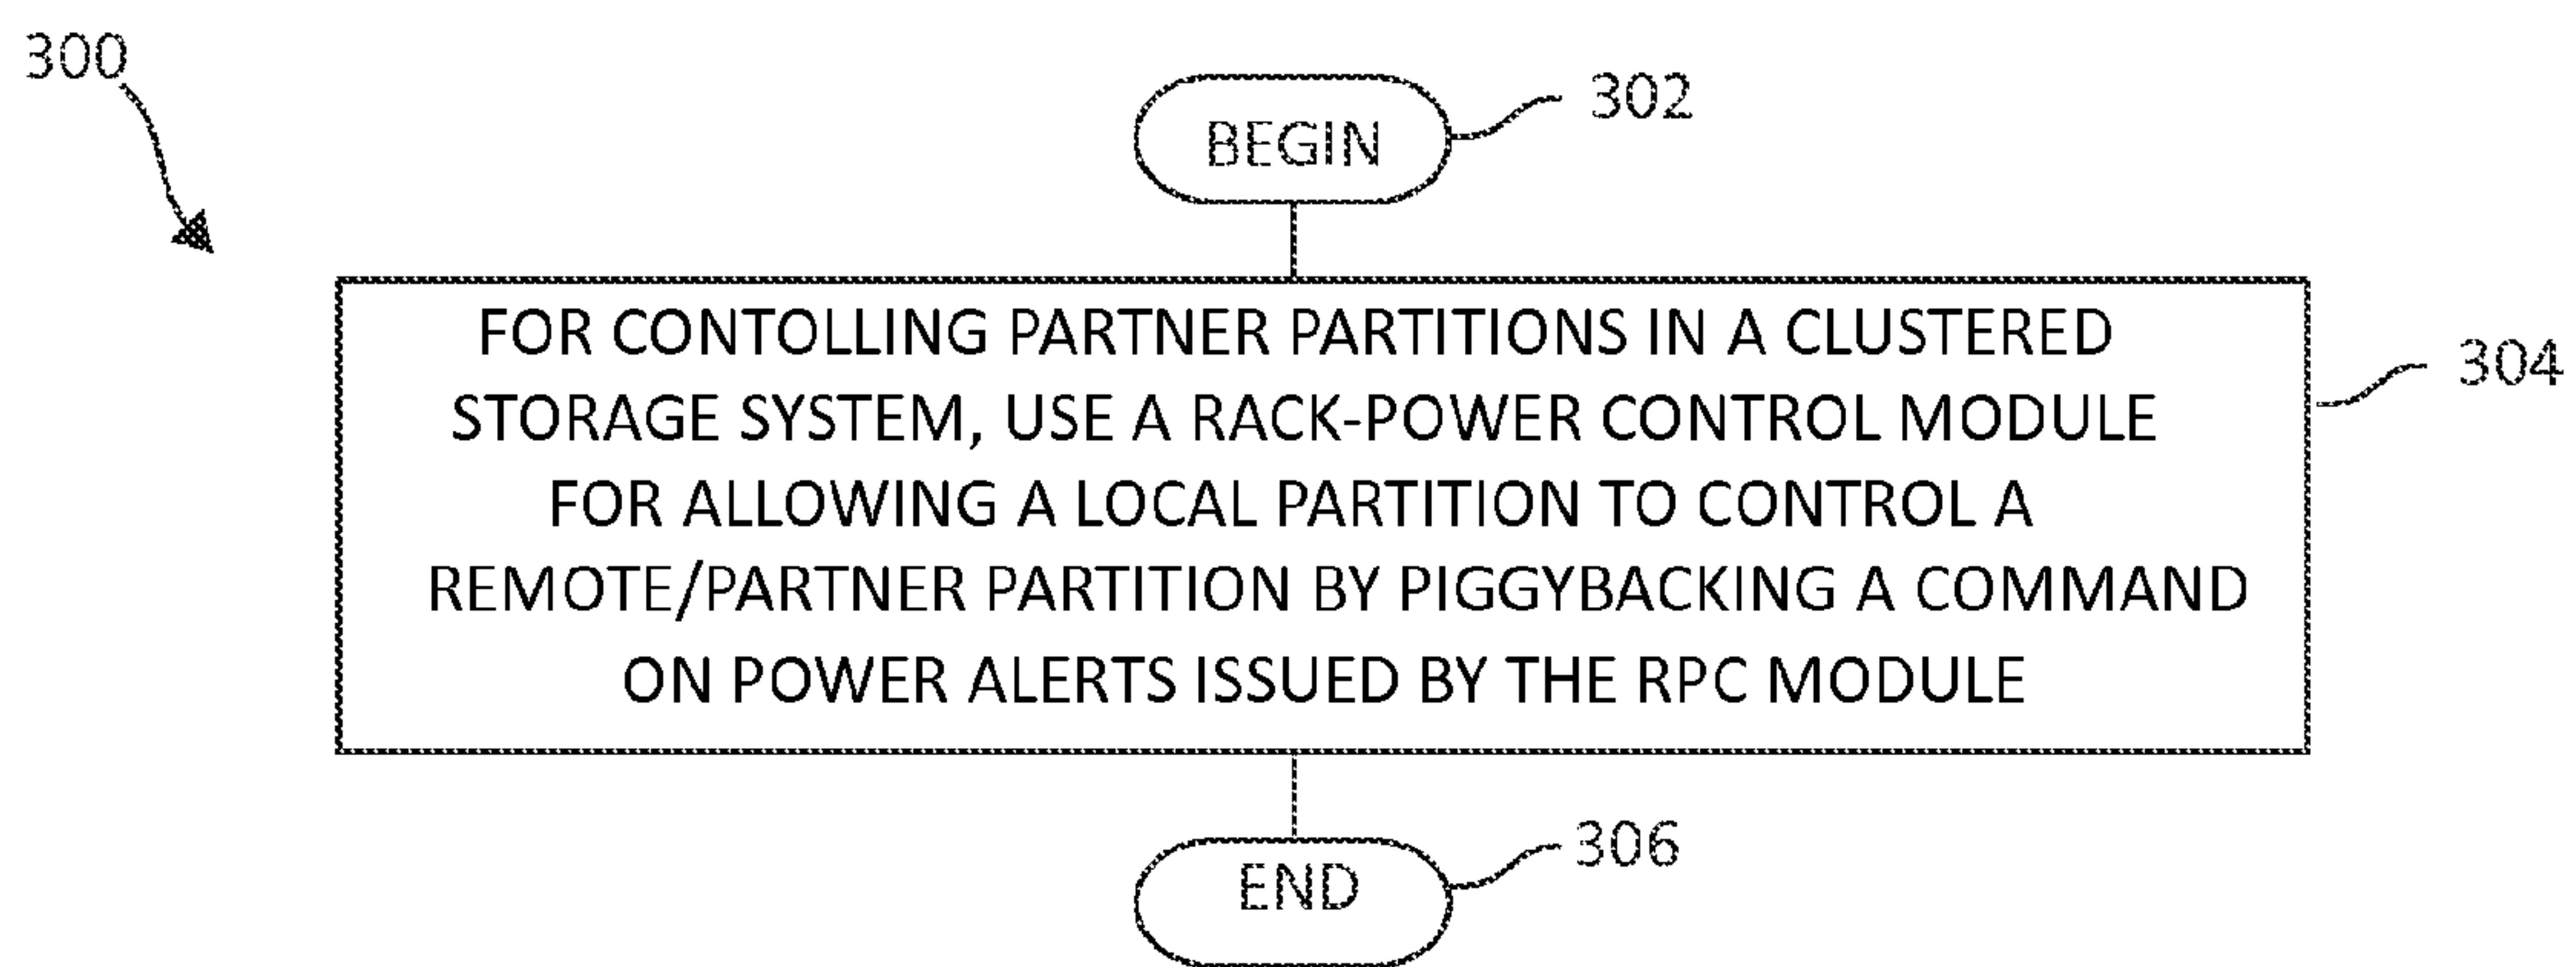 300
BEGIN
302
FOR CONTOLLING PARTNER PARTITIONS IN A CLUSTERED
STORAGE SYSTEM, USE A RACK-POWER CONTROL MODULE
FOR ALLOWING A LOCAL PARTITION TO CONTROL A
REMOTE/PARTNER PARTITION BY PIGGYBACKING A COMMAND
ON POWER ALERTS ISSUED BY THE RPC MODULE
304
END
306